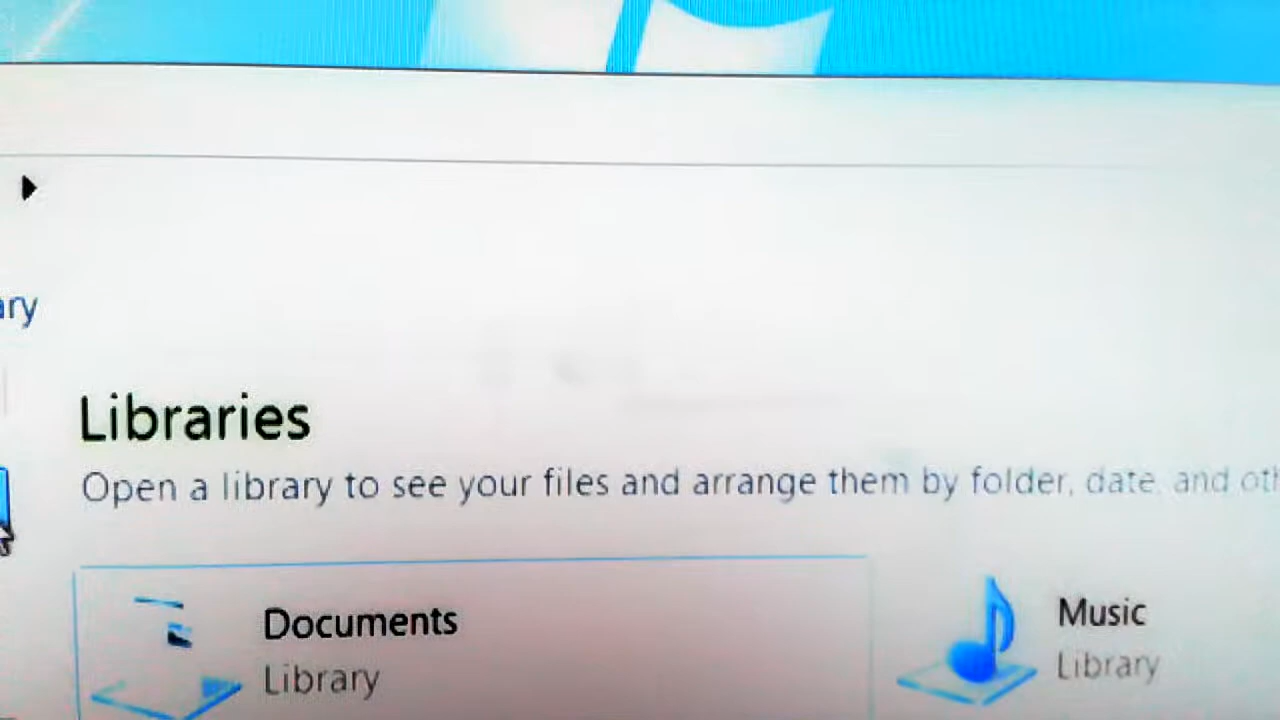 ary
Libraries
Open a library to see your files and arrange them by folder, date, and oth
Documents
Library
Music
Library